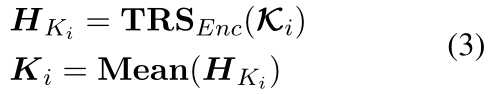 H_{K_i} = TRS_{Enc}(𝓚_i)
K_i = Mean(H_{K_i})
(3)